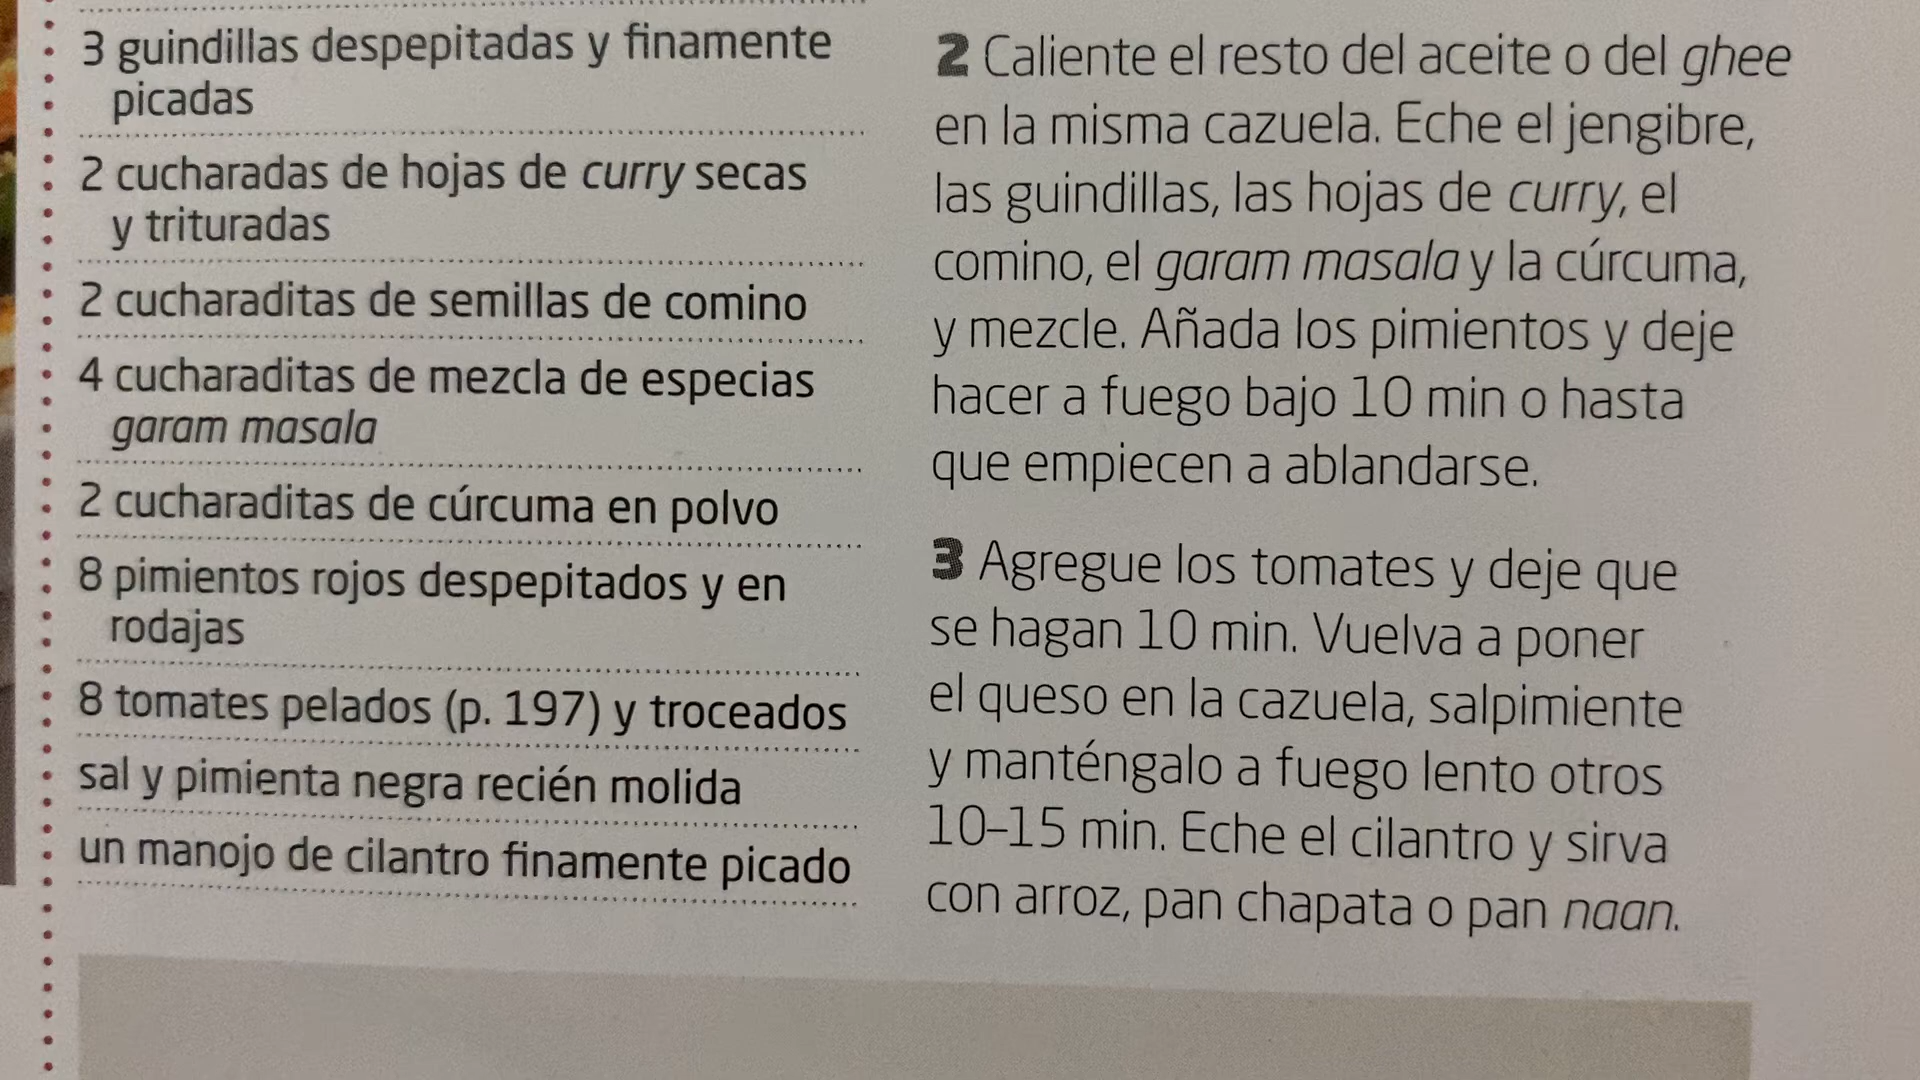 3 guindillas despepitadas y finamente
picadas
2 cucharadas de hojas de curry secas
y trituradas
2 cucharaditas de semillas de comino
4 cucharaditas de mezcla de especias
garam masala
2 cucharaditas de cúrcuma en polvo
8 pimientos rojos despepitados y en
rodajas
8 tomates pelados (p. 197) y troceados
sal y pimienta negra recién molida
un manojo de cilantro finamente picado
2 Caliente el resto del aceite o del ghee
en la misma cazuela. Eche el jengibre,
las guindillas, las hojas de curry, el
comino, el garam masala y la cúrcuma,
y mezcle. Añada los pimientos y deje
hacer a fuego bajo 10 min o hasta
que empiecen a ablandarse.
3 Agregue los tomates y deje que
se hagan 10 min. Vuelva a poner
el queso en la cazuela, salpimiente
y manténgalo a fuego lento otros
10–15 min. Eche el cilantro y sirva
con arroz, pan chapata o pan naan.